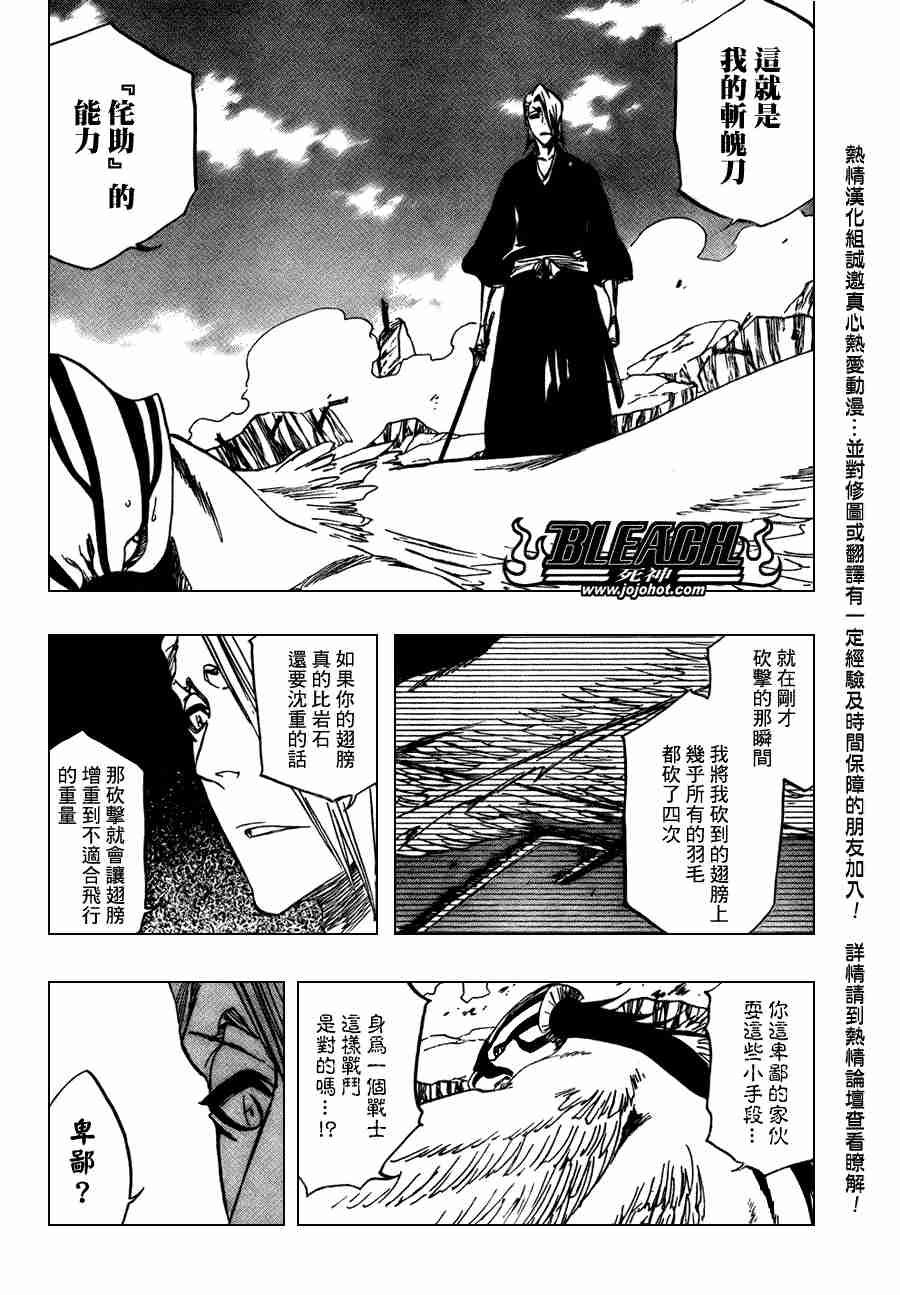 這就是
我的斬魄刀
『侘助』的
能力
BLEACH
死神
www.jojohot.com
就在剛才
砍擊的那瞬間
我將我砍到的翅膀上
幾乎所有的羽毛
都砍了四次
如果你的翅膀
真的比岩石
還要沈重的話
那砍擊就會讓翅膀
增重到不適合飛行
的重量
你這卑鄙的家伙
耍這些小手段…
身爲一個戰士
這樣戰鬥
是對的嗎…!?
卑鄙？
熱情漢化組誠邀真心熱愛動漫…並對修圖或翻譯有一定經驗及時間保障的朋友加入！ 詳情請到熱情論壇查看瞭解！